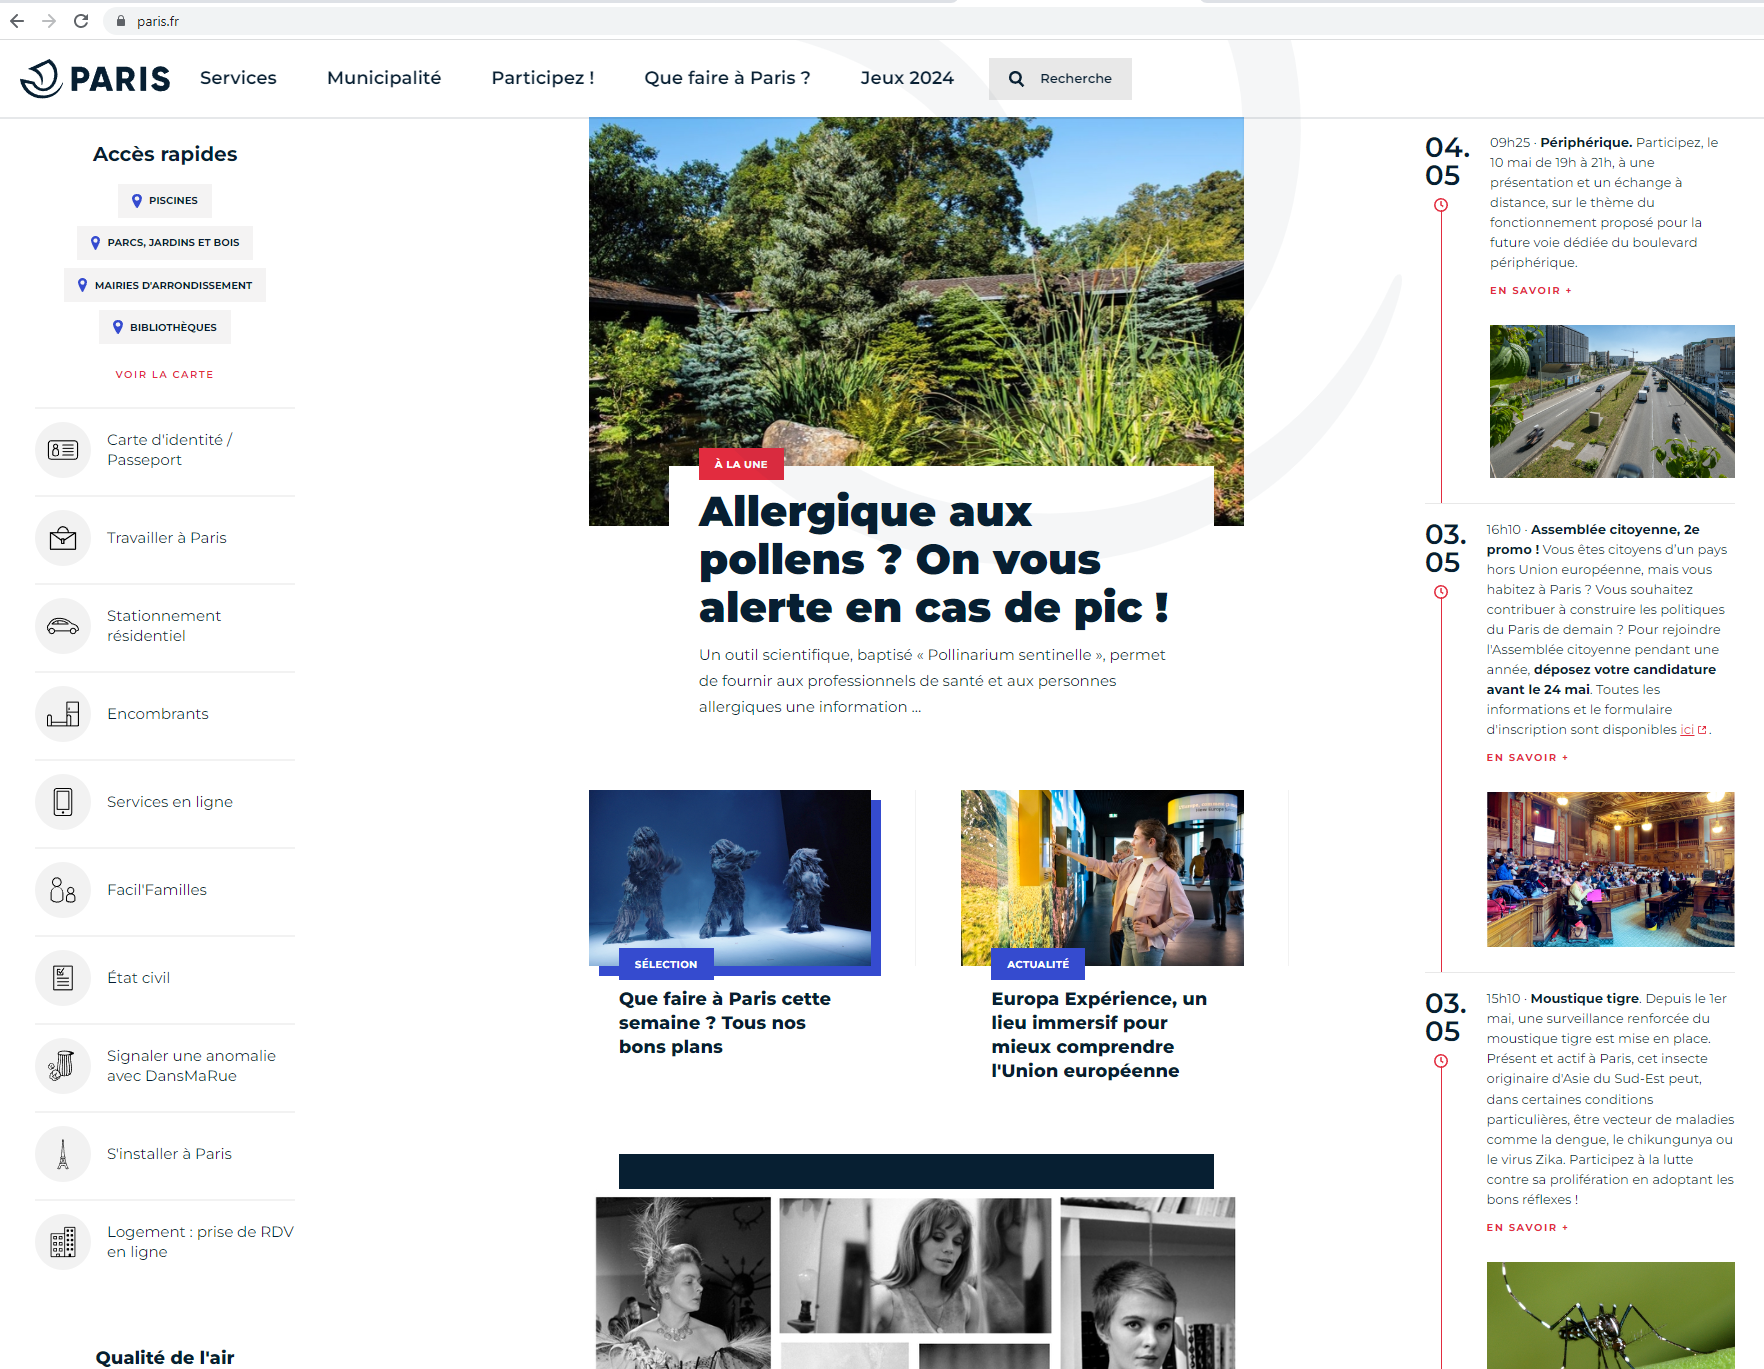 paris.fr
PARIS
Services
Municipalité
Participez !
Que faire à Paris ?
Jeux 2024
Recherche
Accès rapides
PISCINES
PARCS, JARDINS ET BOIS
MAIRIES D'ARRONDISSEMENT
BIBLIOTHÈQUES
VOIR LA CARTE
Carte d'identité /
Passeport
Travailler à Paris
Stationnement
résidentiel
Encombrants
Services en ligne
Facil'Familles
État civil
Signaler une anomalie
avec DansMaRue
S'installer à Paris
Logement : prise de RDV
en ligne
Qualité de l'air
À LA UNE
Allergique aux
pollens ? On vous
alerte en cas de pic !
Un outil scientifique, baptisé « Pollinarium sentinelle », permet
de fournir aux professionnels de santé et aux personnes
allergiques une information ...
SÉLECTION
Que faire à Paris cette
semaine ? Tous nos
bons plans
ACTUALITÉ
Europa Expérience, un
lieu immersif pour
mieux comprendre
l'Union européenne
04.
05
09h25 · Périphérique. Participez, le
10 mai de 19h à 21h, à une
présentation et un échange à
distance, sur le thème du
fonctionnement proposé pour la
future voie dédiée du boulevard
périphérique.
EN SAVOIR +
03.
05
16h10 · Assemblée citoyenne, 2e
promo ! Vous êtes citoyens d'un pays
hors Union européenne, mais vous
habitez à Paris ? Vous souhaitez
contribuer à construire les politiques
du Paris de demain ? Pour rejoindre
l'Assemblée citoyenne pendant une
année, déposez votre candidature
avant le 24 mai. Toutes les
informations et le formulaire
d'inscription sont disponibles ici.
EN SAVOIR +
03.
05
15h10 · Moustique tigre. Depuis le 1er
mai, une surveillance renforcée du
moustique tigre est mise en place.
Présent et actif à Paris, cet insecte
originaire d'Asie du Sud-Est peut,
dans certaines conditions
particulières, être vecteur de maladies
comme la dengue, le chikungunya ou
le virus Zika. Participez à la lutte
contre sa prolifération en adoptant les
bons réflexes !
EN SAVOIR +